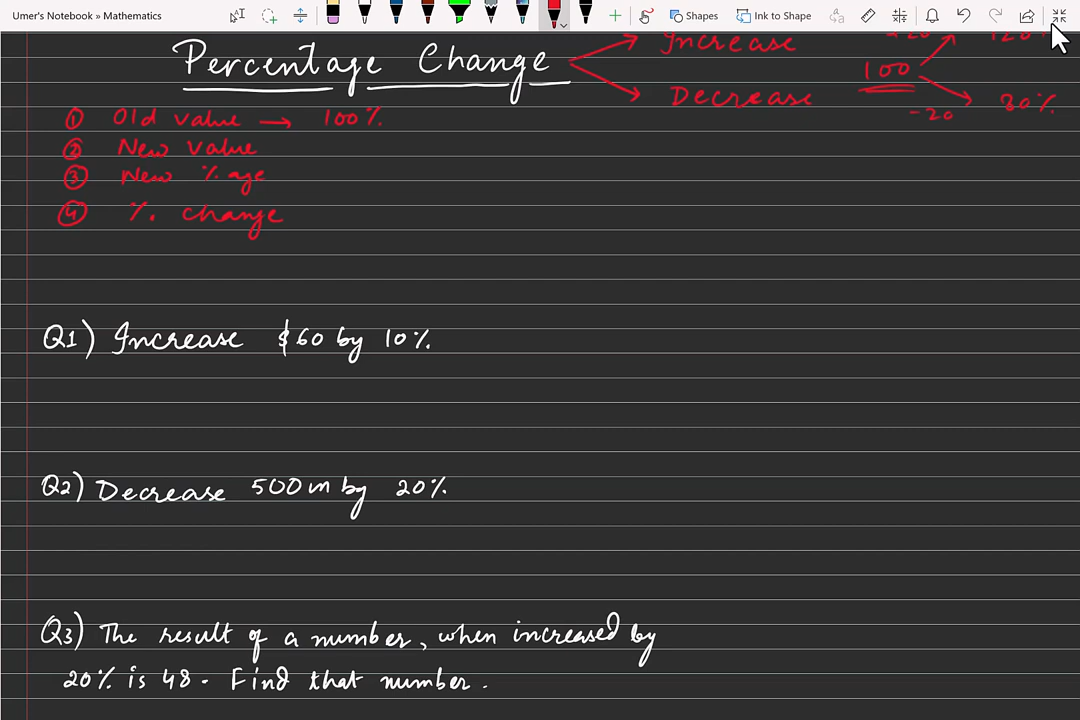 Umer's Notebook » Mathematics
Shapes
Ink to Shape
Percentage Change
Increase
Decrease
100
-20
80%
① Old value → 100%
② New value
③ New %age
④ % change
Q1) Increase $60 by 10%
Q2) Decrease 500m by 20%
Q3) The result of a number, when increased by
20% is 48. Find that number.